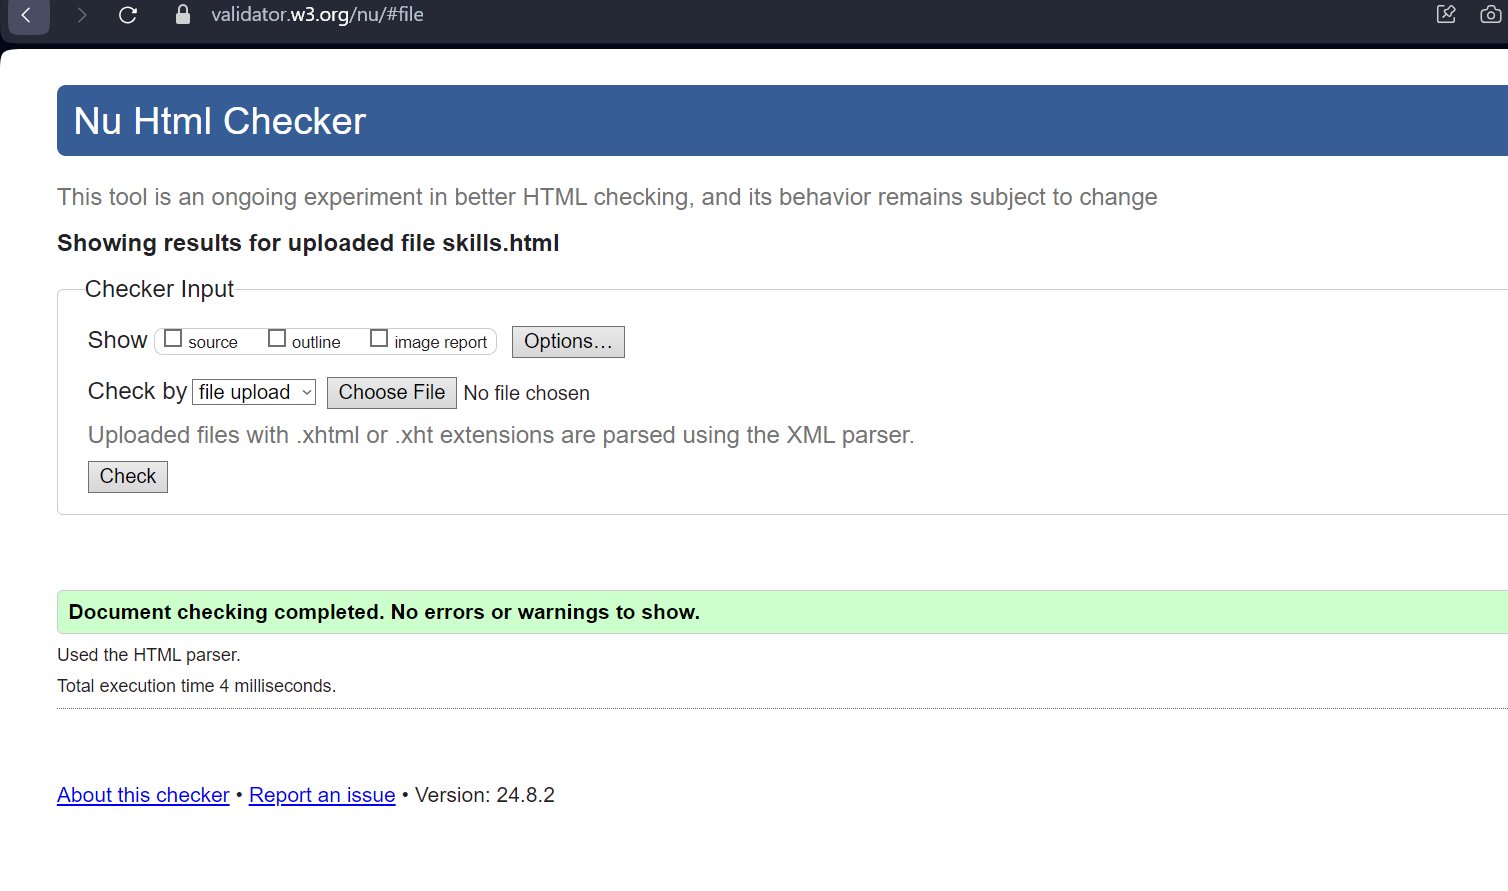 validator.w3.org/nu/#file
Nu Html Checker
This tool is an ongoing experiment in better HTML checking, and its behavior remains subject to change
Showing results for uploaded file skills.html
Checker Input
Show source outline image report Options...
Check by file upload Choose File No file chosen
Uploaded files with .xhtml or .xht extensions are parsed using the XML parser.
Check
Document checking completed. No errors or warnings to show.
Used the HTML parser.
Total execution time 4 milliseconds.
About this checker • Report an issue • Version: 24.8.2